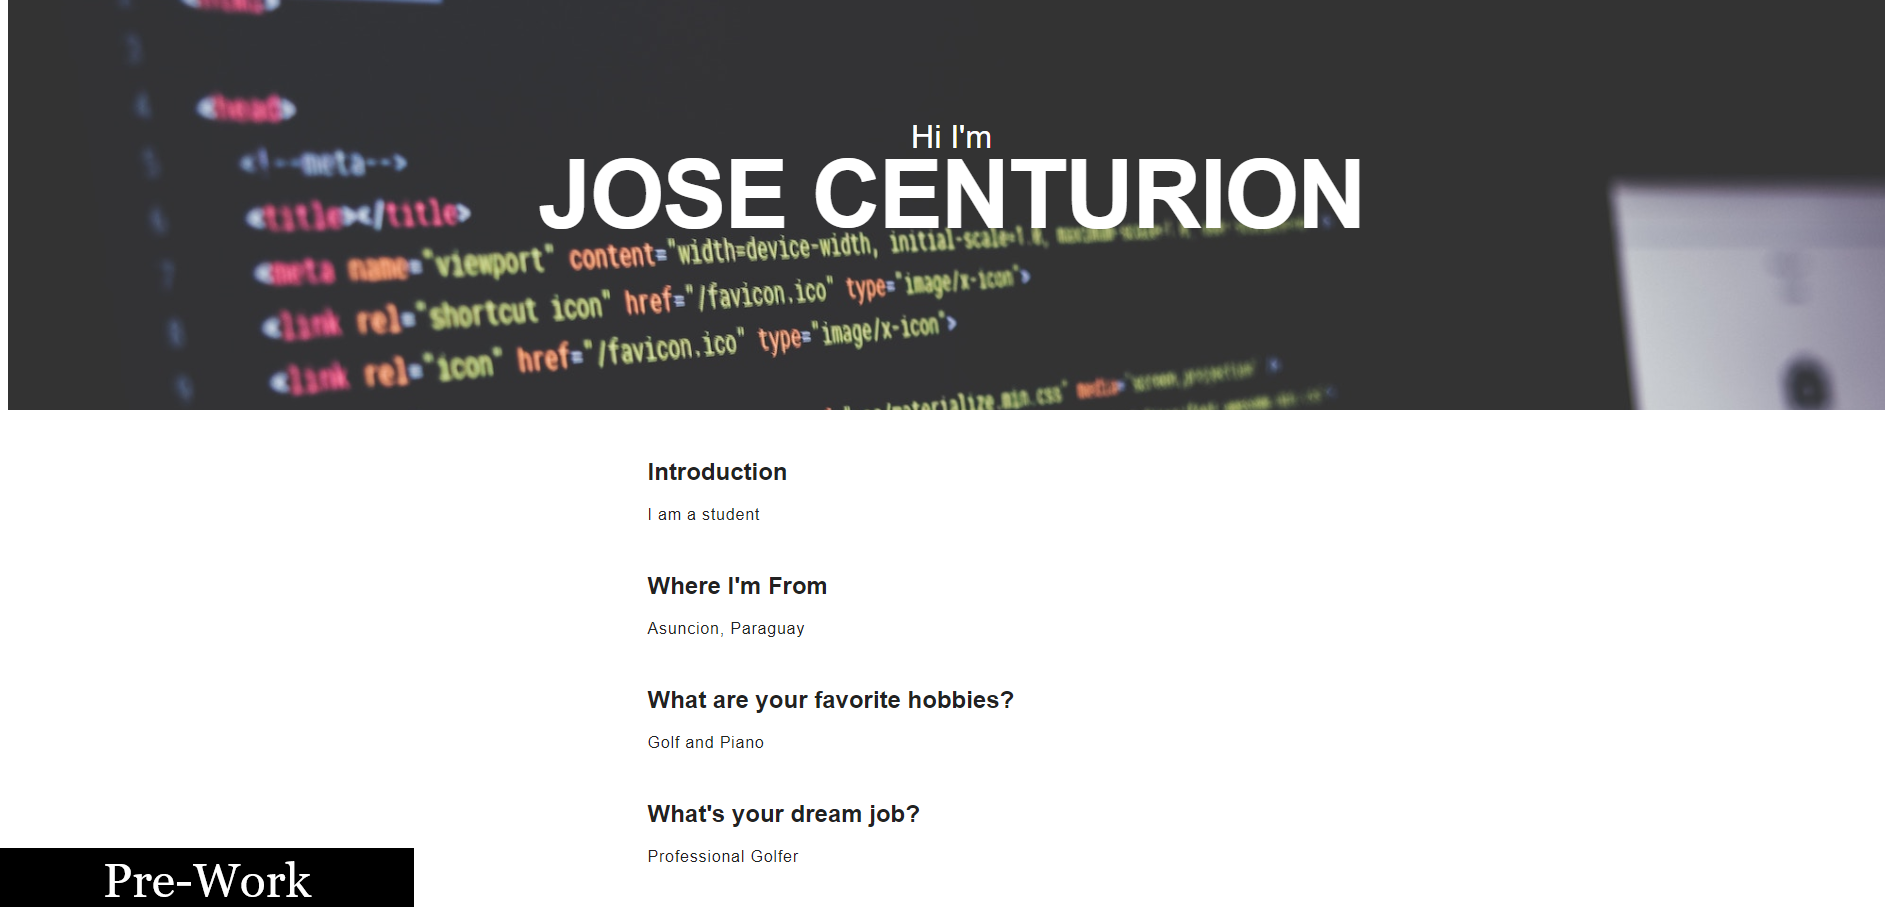 <head>
<!--meta-->
Hi I'm
JOSE CENTURION
<title></title>
<meta name="viewport" content="width=device-width, initial-scale=1.0,
<link rel="shortcut icon" href="/favicon.ico" type="image/x-icon">
<link rel="icon" href="/favicon.ico" type="image/x-icon">
materialize.min.css" media="screen,projection"
Introduction
I am a student
Where I'm From
Asuncion, Paraguay
What are your favorite hobbies?
Golf and Piano
What's your dream job?
Professional Golfer
Pre-Work